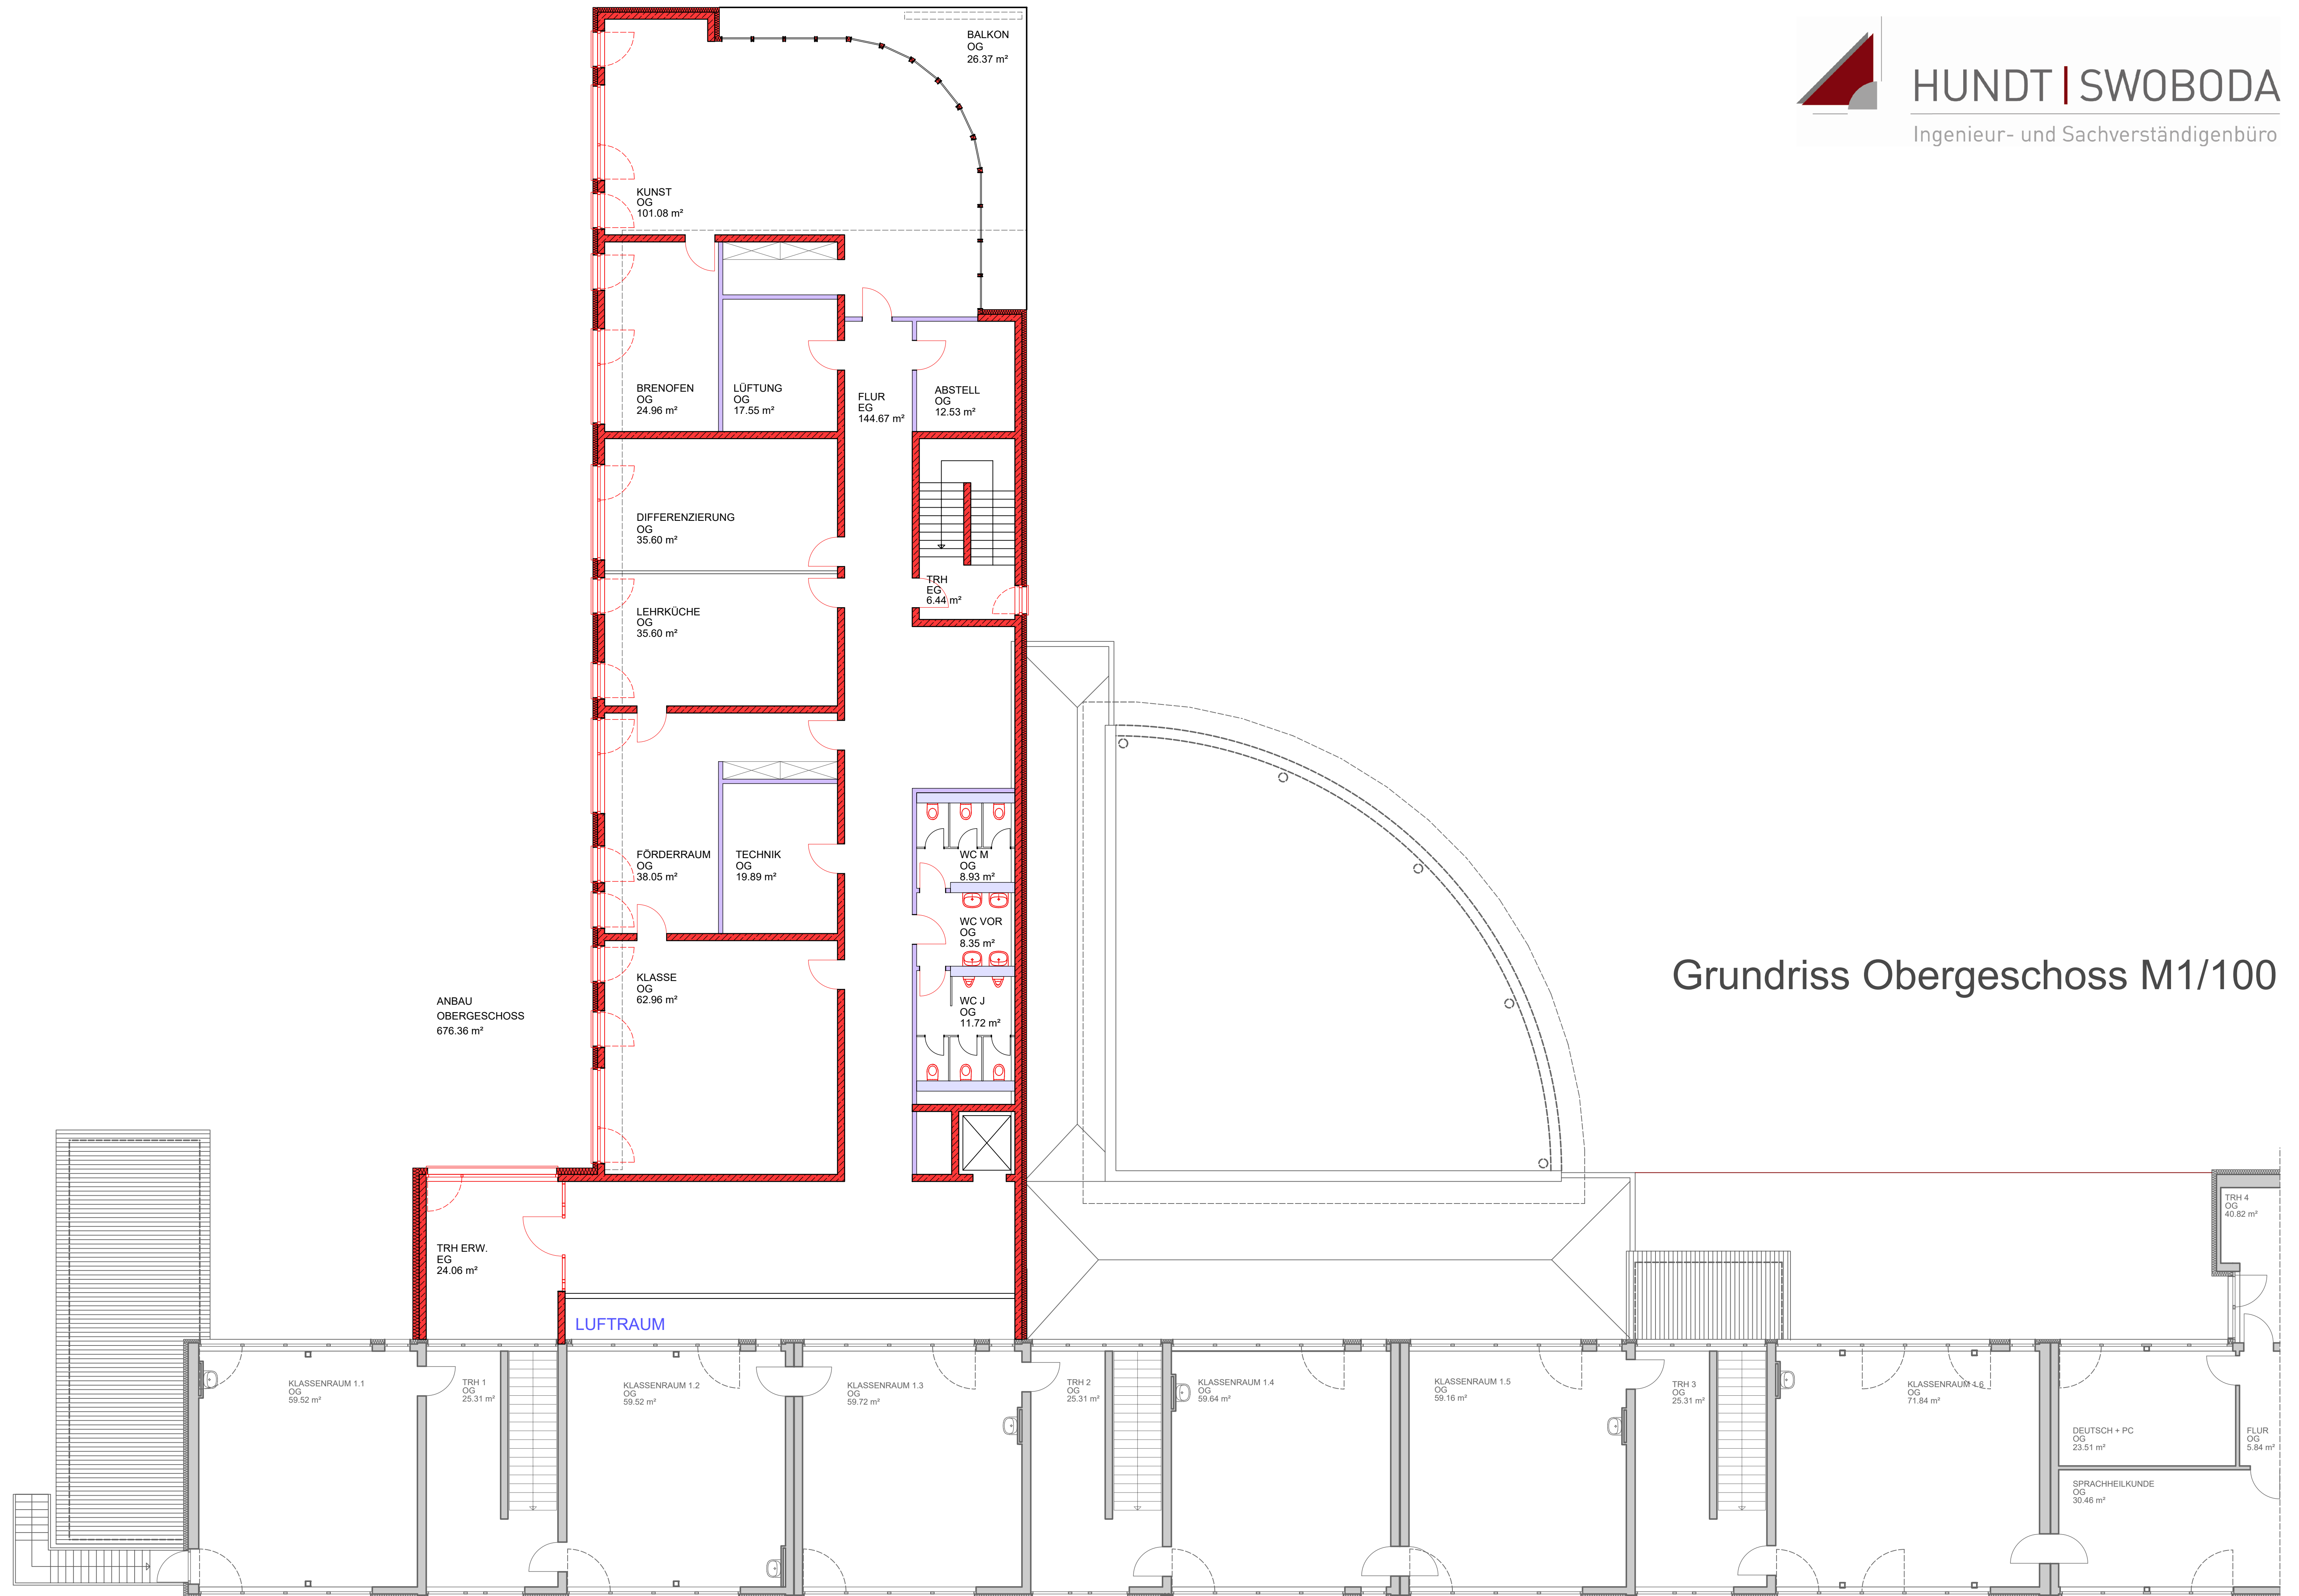 BALKON
OG
26.37 m²
HUNDT | SWOBODA
Ingenieur- und Sachverständigenbüro
KUNST
OG
101.08 m²
BRENOFEN
OG
24.96 m²
LÜFTUNG
OG
17.55 m²
FLUR
EG
144.67 m²
ABSTELL
OG
12.53 m²
DIFFERENZIERUNG
OG
35.60 m²
TRH
EG
6.44 m²
LEHRKÜCHE
OG
35.60 m²
FÖRDERRAUM
OG
38.05 m²
TECHNIK
OG
19.89 m²
WC M
OG
8.93 m²
WC VOR
OG
8.35 m²
WC J
OG
11.72 m²
KLASSE
OG
62.96 m²
ANBAU
OBERGESCHOSS
676.36 m²
Grundriss Obergeschoss M1/100
TRH ERW.
EG
24.06 m²
LUFTRAUM
TRH 4
OG
40.82 m²
KLASSENRAUM 1.1
OG
59.52 m²
TRH 1
OG
25.31 m²
KLASSENRAUM 1.2
OG
59.52 m²
KLASSENRAUM 1.3
OG
59.72 m²
TRH 2
OG
25.31 m²
KLASSENRAUM 1.4
OG
59.64 m²
KLASSENRAUM 1.5
OG
59.16 m²
TRH 3
OG
25.31 m²
KLASSENRAUM 1.6
OG
71.84 m²
DEUTSCH + PC
OG
23.51 m²
FLUR
OG
5.84 m²
SPRACHHEILKUNDE
OG
30.46 m²